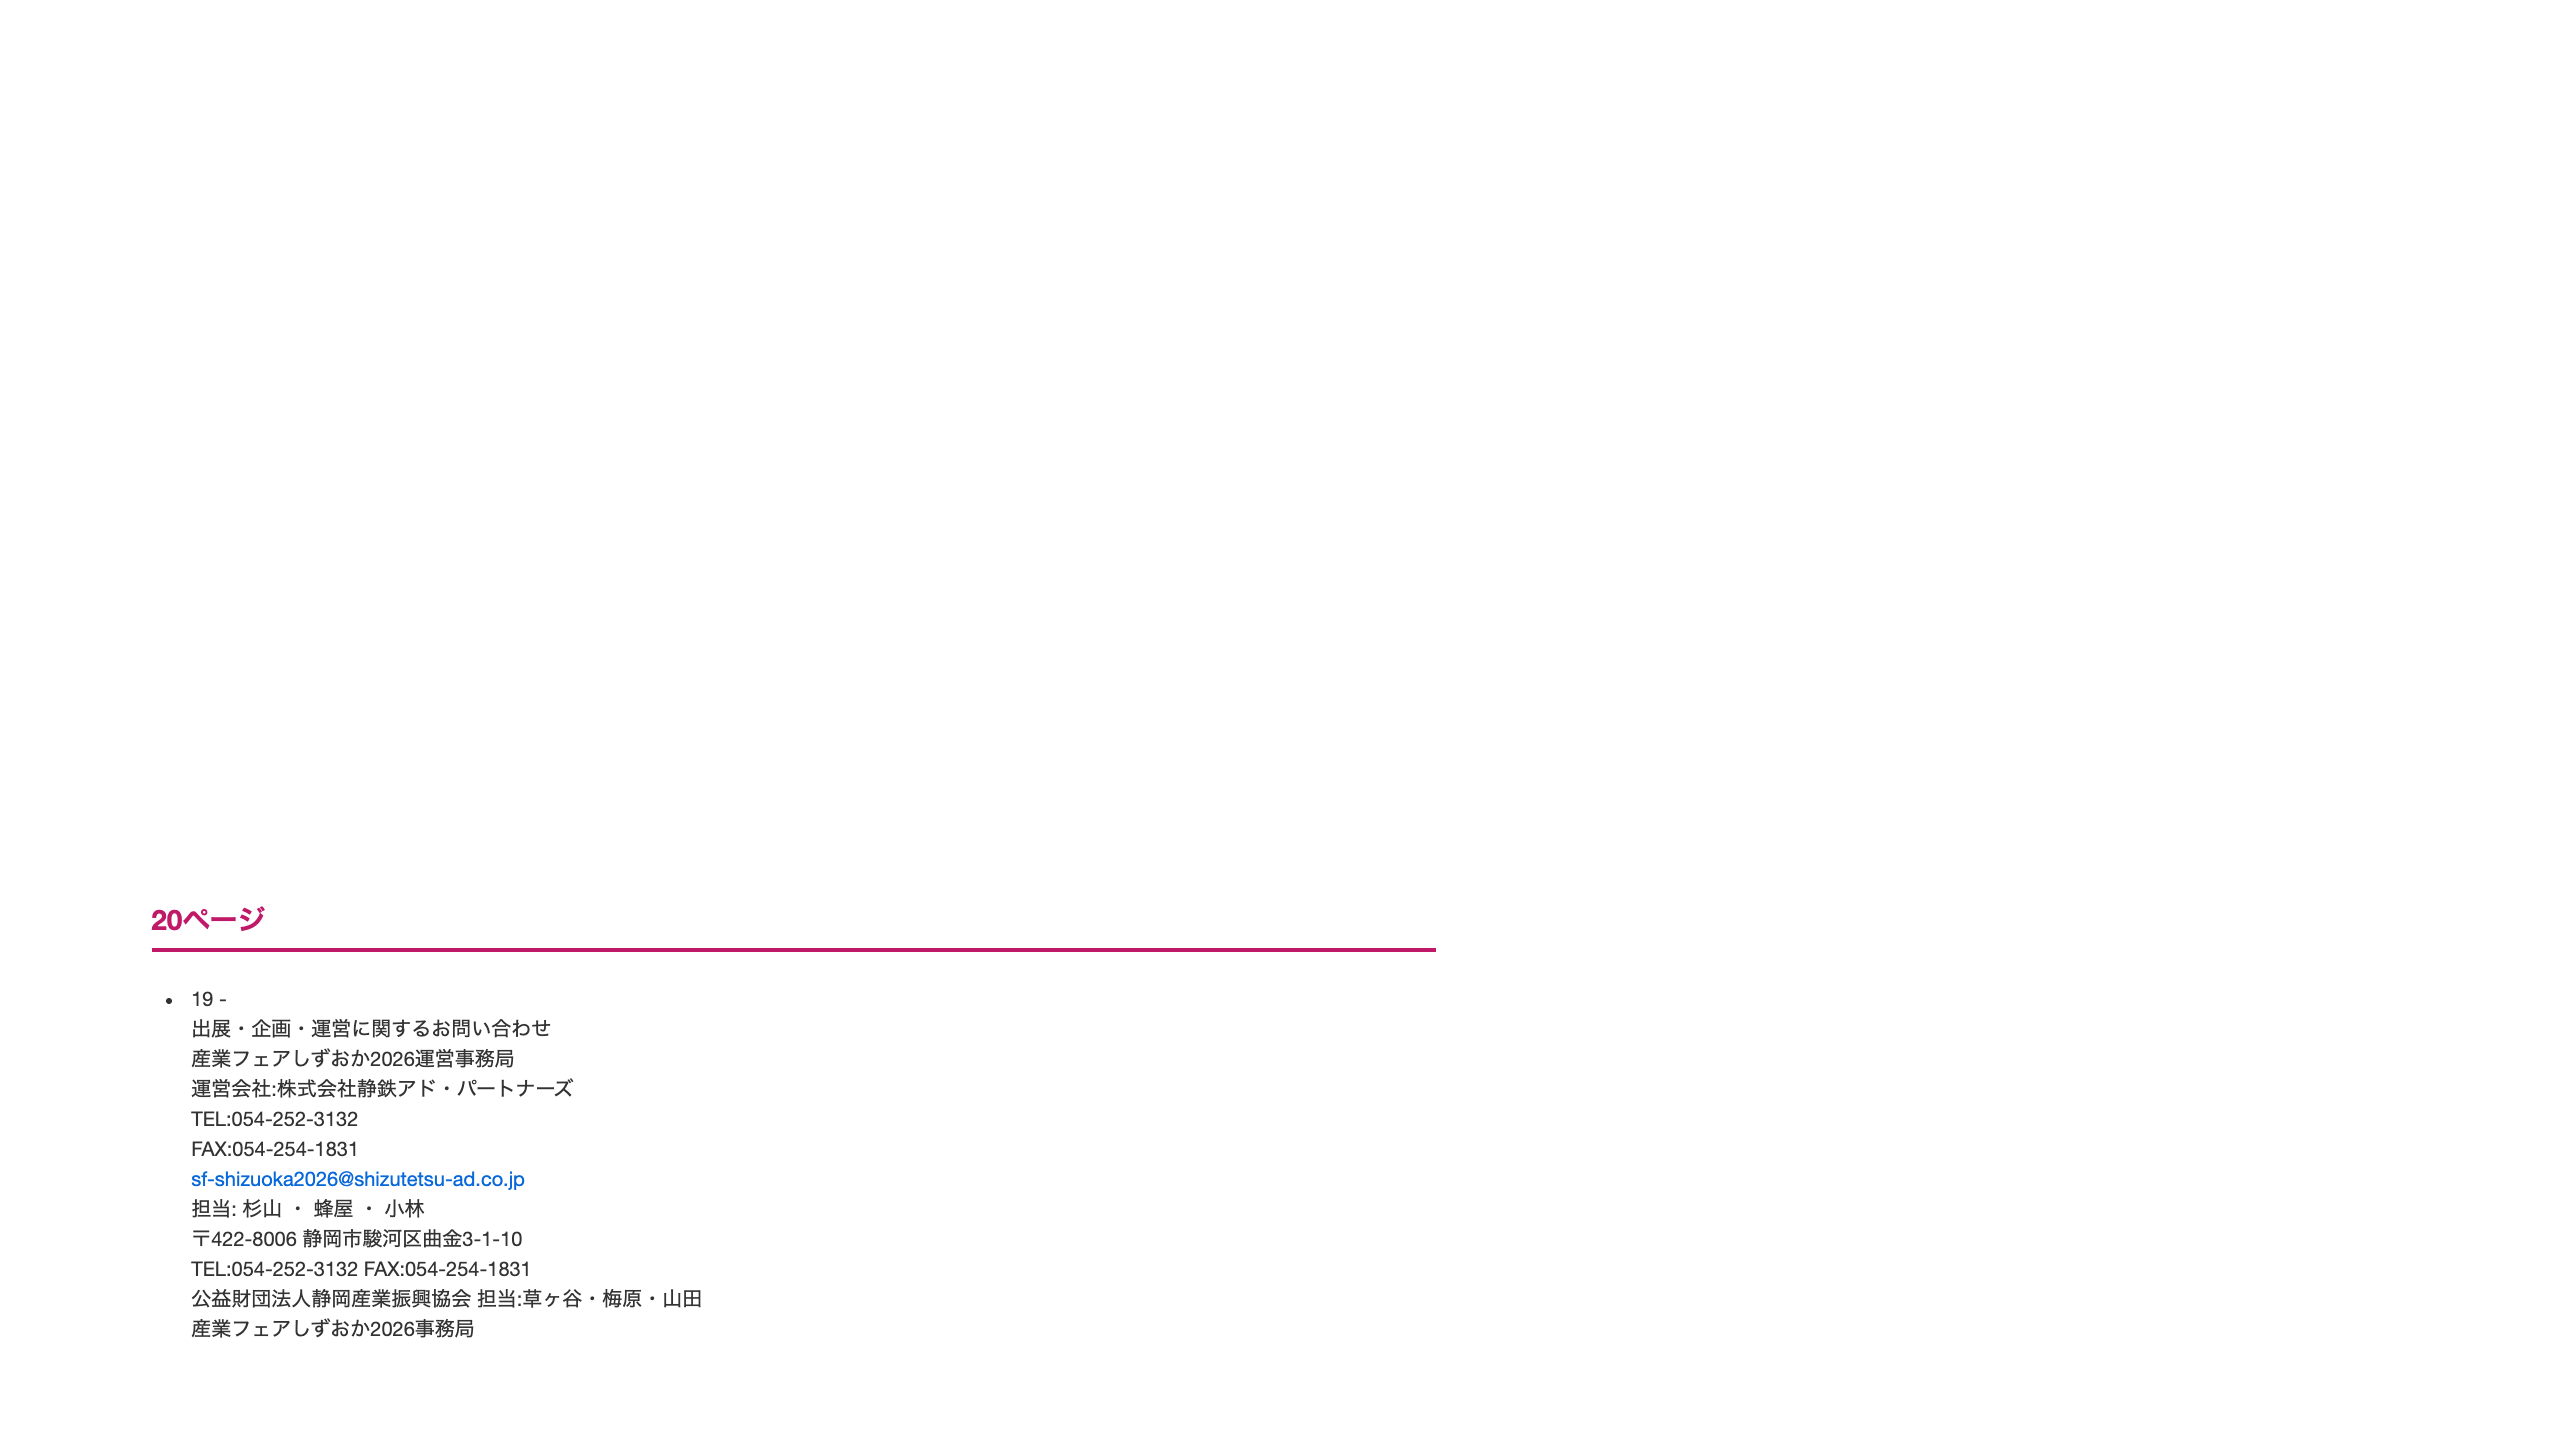 20ページ
19 -
出展・企画・運営に関するお問い合わせ
産業フェアしずおか2026運営事務局
運営会社:株式会社静鉄アド・パートナーズ
TEL:054-252-3132
FAX:054-254-1831
sf-shizuoka2026@shizutetsu-ad.co.jp
担当: 杉山 ・ 蜂屋 ・ 小林
〒422-8006 静岡市駿河区曲金3-1-10
TEL:054-252-3132 FAX:054-254-1831
公益財団法人静岡産業振興協会 担当:草ヶ谷・梅原・山田
産業フェアしずおか2026事務局